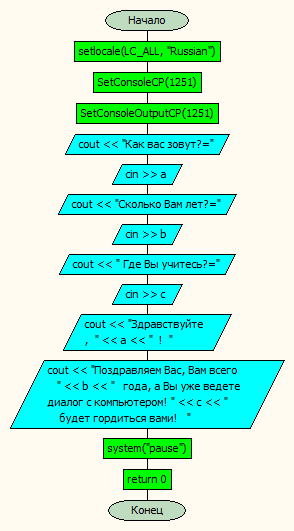 Начало
setlocale(LC_ALL, "Russian")
SetConsoleCP(1251)
SetConsoleOutputCP(1251)
cout << "Как вас зовут?="
cin >> a
cout << "Сколько Вам лет?="
cin >> b
cout << " Где Вы учитесь?="
cin >> c
cout << "Здравствуйте
, " << a << " ! "
cout << "Поздравляем Вас, Вам всего
" << b << " года, а Вы уже ведете
диалог с компьютером! " << c << "
будет гордиться вами! "
system("pause")
return 0
Конец